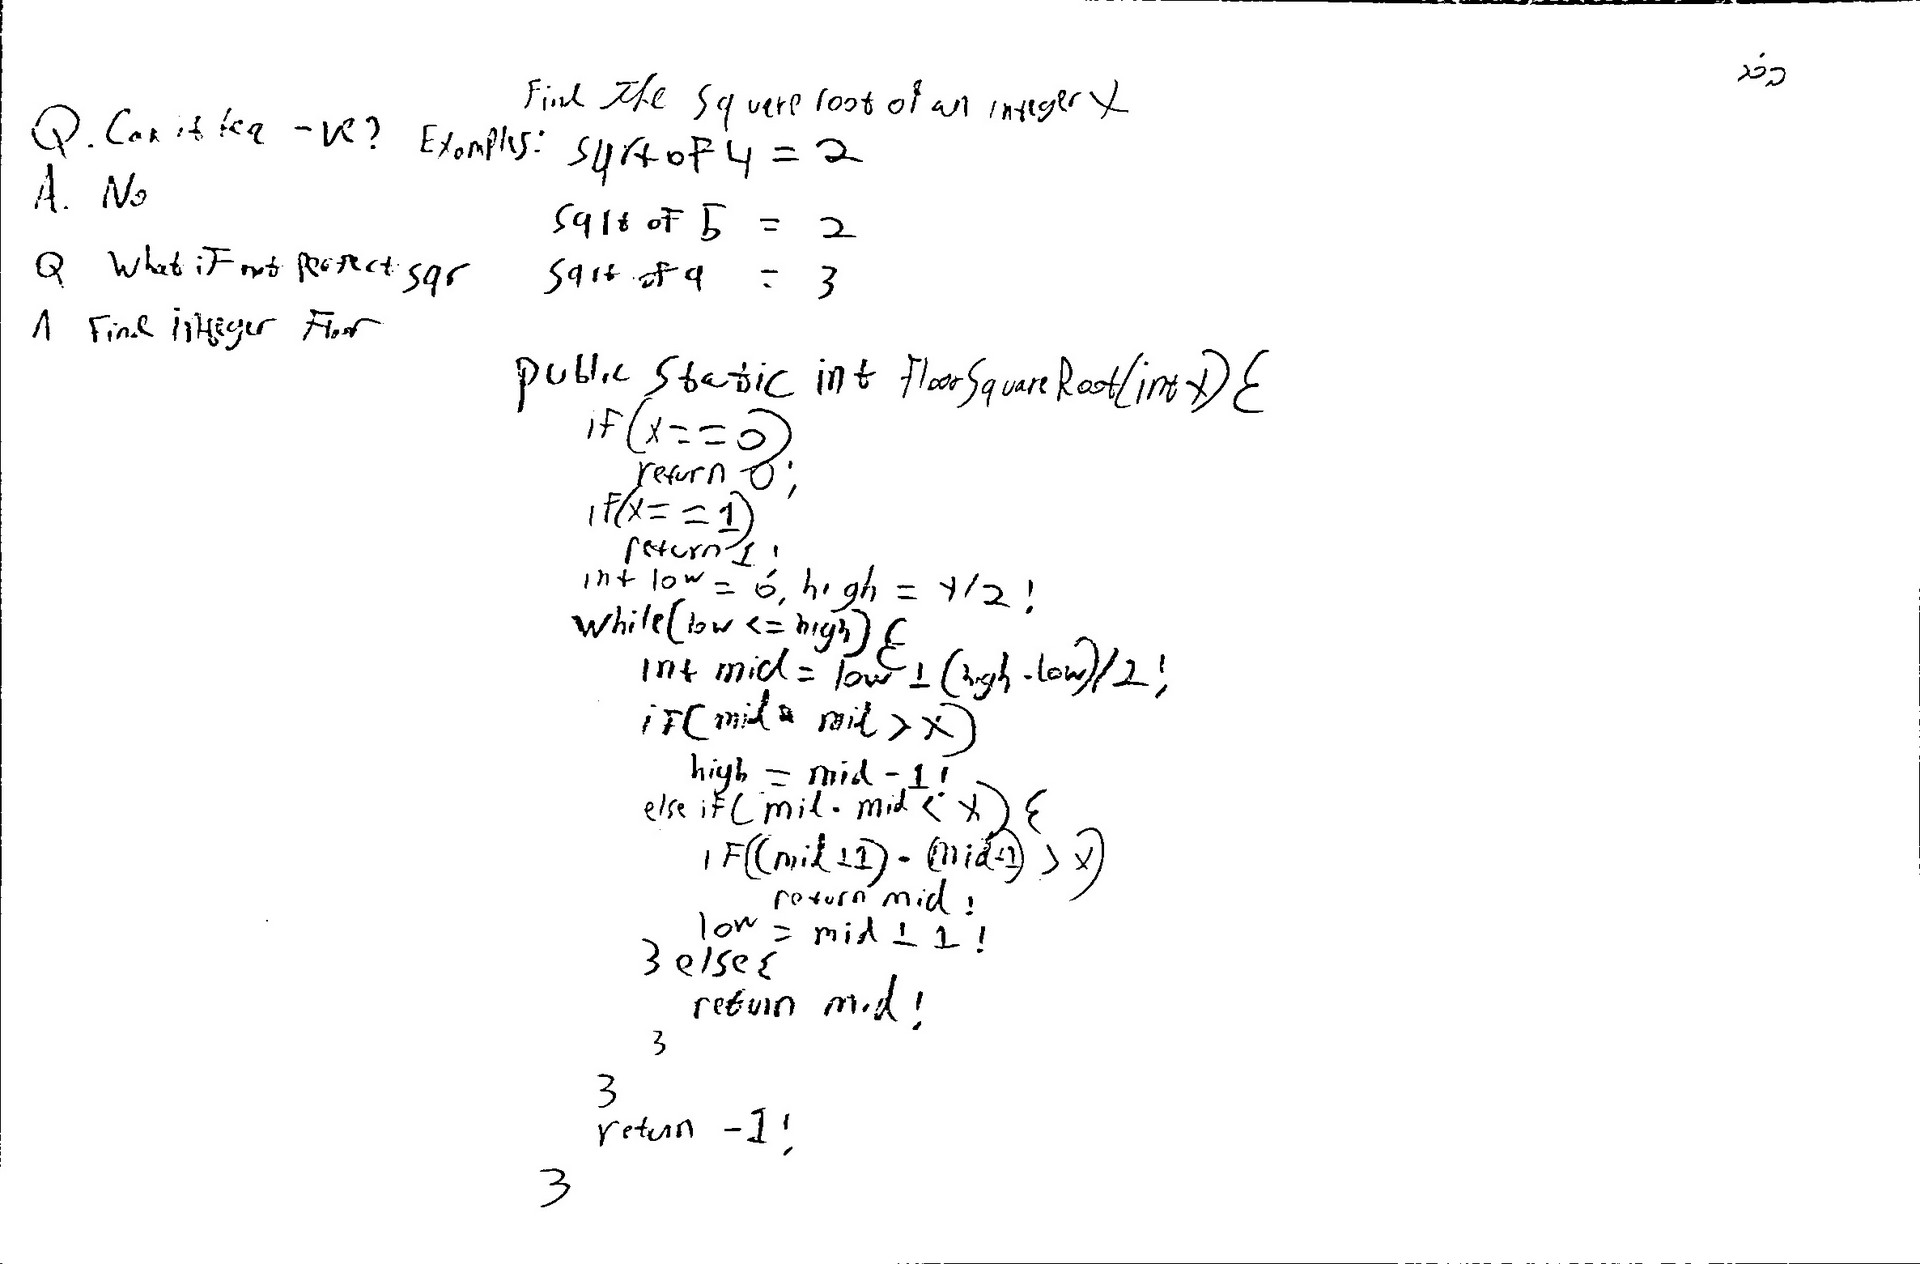 Find the square root of an integer X
Q. Can it be a -ve?
A. No
Q What if not perfect sqr
A Find integer Floor
Examples: sqrt of 4 = 2
sqrt of 5 = 2
sqrt of 9 = 3
public static int floorSquareRoot(int x) {
if(x==0)
return 0;
if(x==1)
return 1;
int low = 0, high = x/2;
while(low <= high) {
int mid = low + (high - low)/2;
if(mid * mid > x)
high = mid - 1;
else if(mid * mid < x) {
if((mid+1) * (mid+1) > x)
return mid;
low = mid + 1;
} else {
return mid;
}
}
return -1;
}